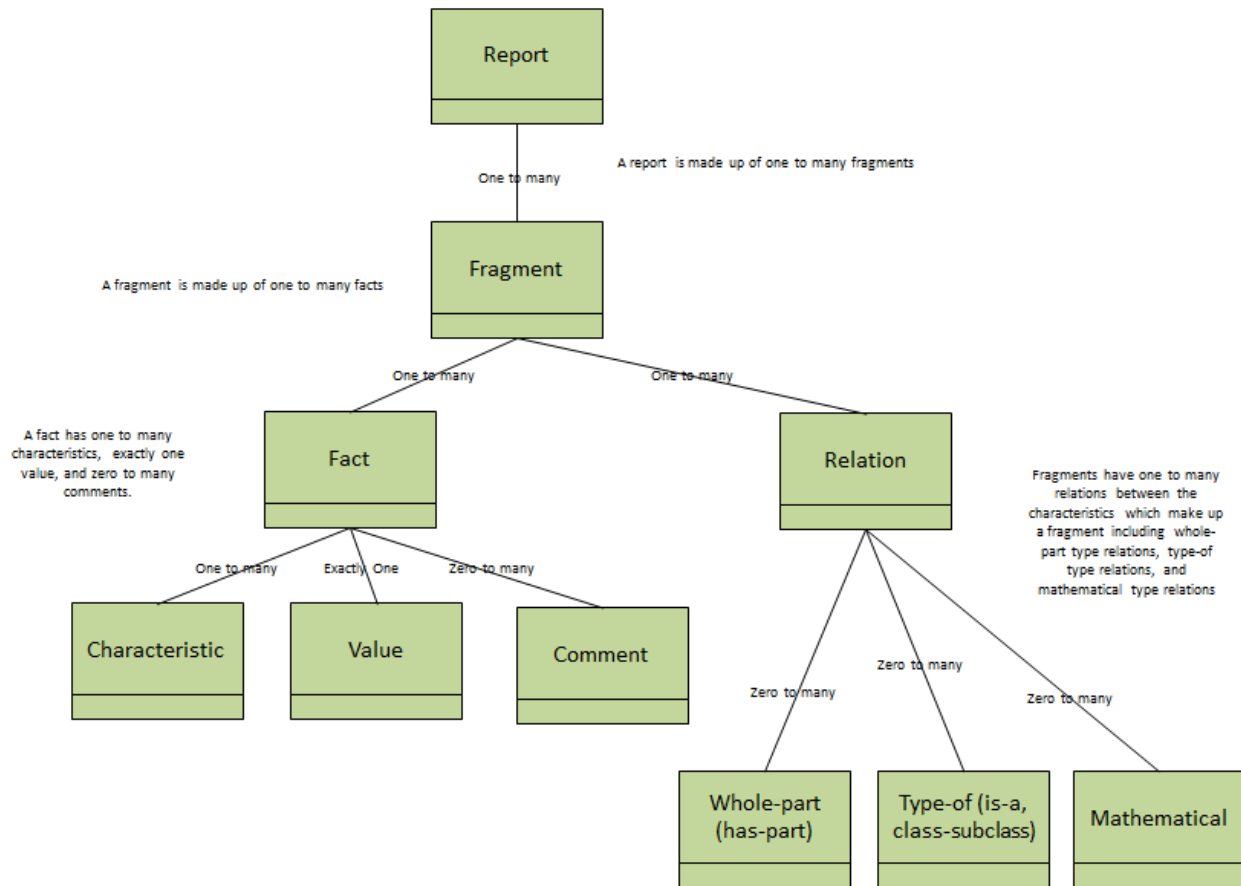 Report
A report is made up of one to many fragments
One to many
Fragment
A fragment is made up of one to many facts
One to many
One to many
A fact has one to many
characteristics, exactly one
value, and zero to many
comments.
Fact
Relation
Fragments have one to many
relations between the
characteristics which make up
a fragment including whole-
part type relations, type-of
type relations, and
mathematical type relations
One to many
Exactly One
Zero to many
Characteristic
Value
Comment
Zero to many
Zero to many
Zero to many
Whole-part
(has-part)
Type-of (is-a,
class-subclass)
Mathematical